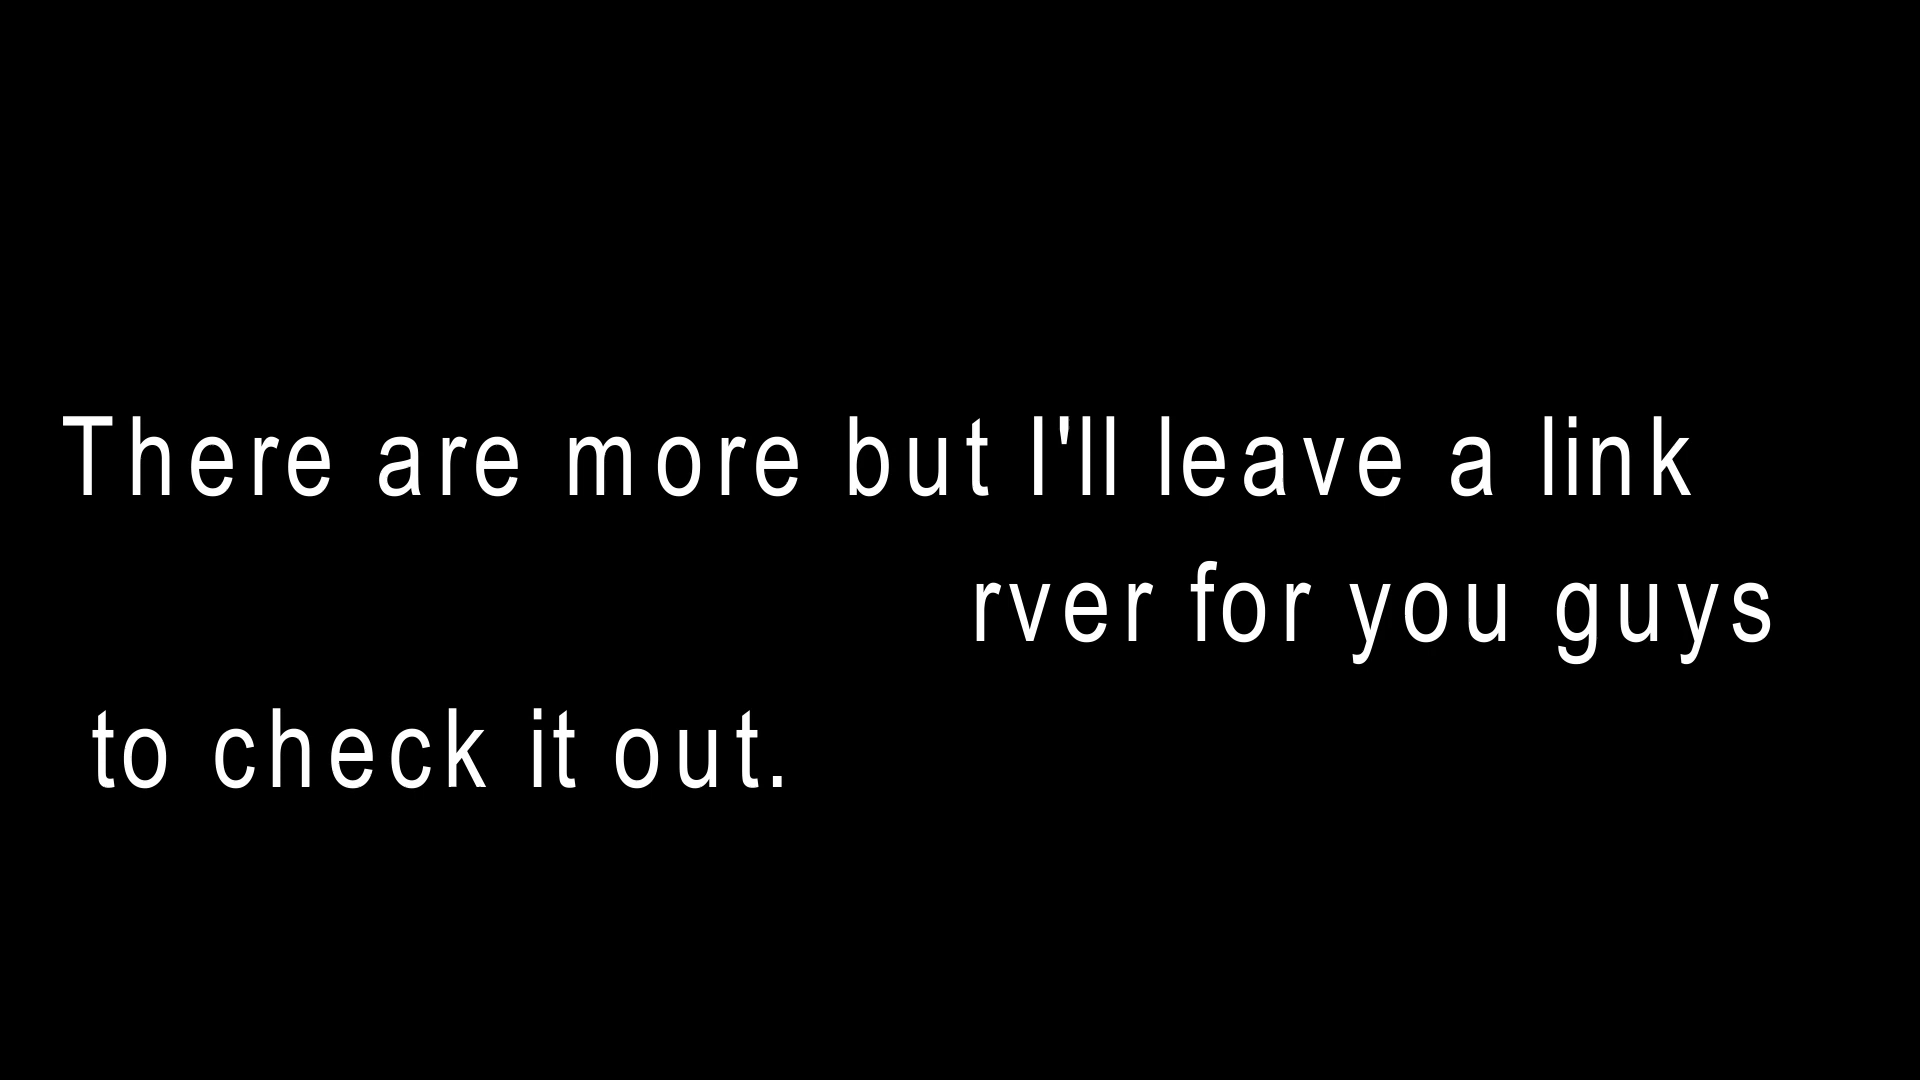 There are more but I'll leave a link
rver for you guys
to check it out.